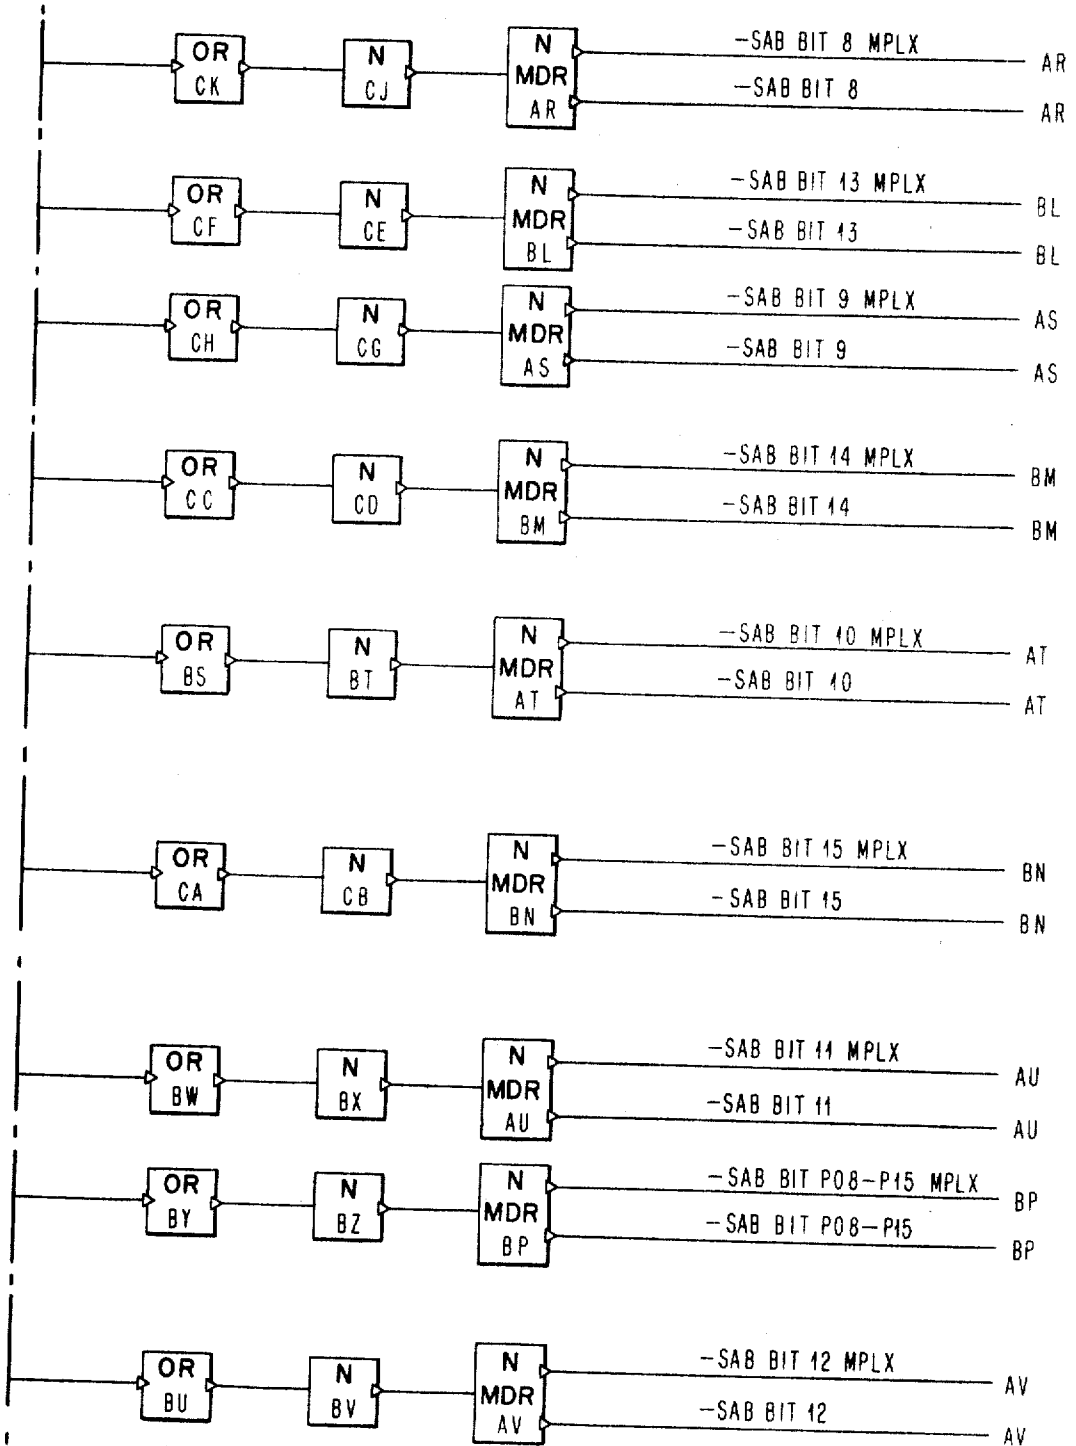 OR
CK
N
CJ
N
MDR
AR
-SAB BIT 8 MPLX
AR
-SAB BIT 8
AR
OR
CF
N
CE
N
MDR
BL
-SAB BIT 13 MPLX
BL
-SAB BIT 13
BL
OR
CH
N
CG
N
MDR
AS
-SAB BIT 9 MPLX
AS
-SAB BIT 9
AS
OR
CC
N
CD
N
MDR
BM
-SAB BIT 14 MPLX
BM
-SAB BIT 14
BM
OR
BS
N
BT
N
MDR
AT
-SAB BIT 10 MPLX
AT
-SAB BIT 10
AT
OR
CA
N
CB
N
MDR
BN
-SAB BIT 15 MPLX
BN
-SAB BIT 15
BN
OR
BW
N
BX
N
MDR
AU
-SAB BIT 11 MPLX
AU
-SAB BIT 11
AU
OR
BY
N
BZ
N
MDR
BP
-SAB BIT P08-P15 MPLX
BP
-SAB BIT P08-P15
BP
OR
BU
N
BV
N
MDR
AV
-SAB BIT 12 MPLX
AV
-SAB BIT 12
AV